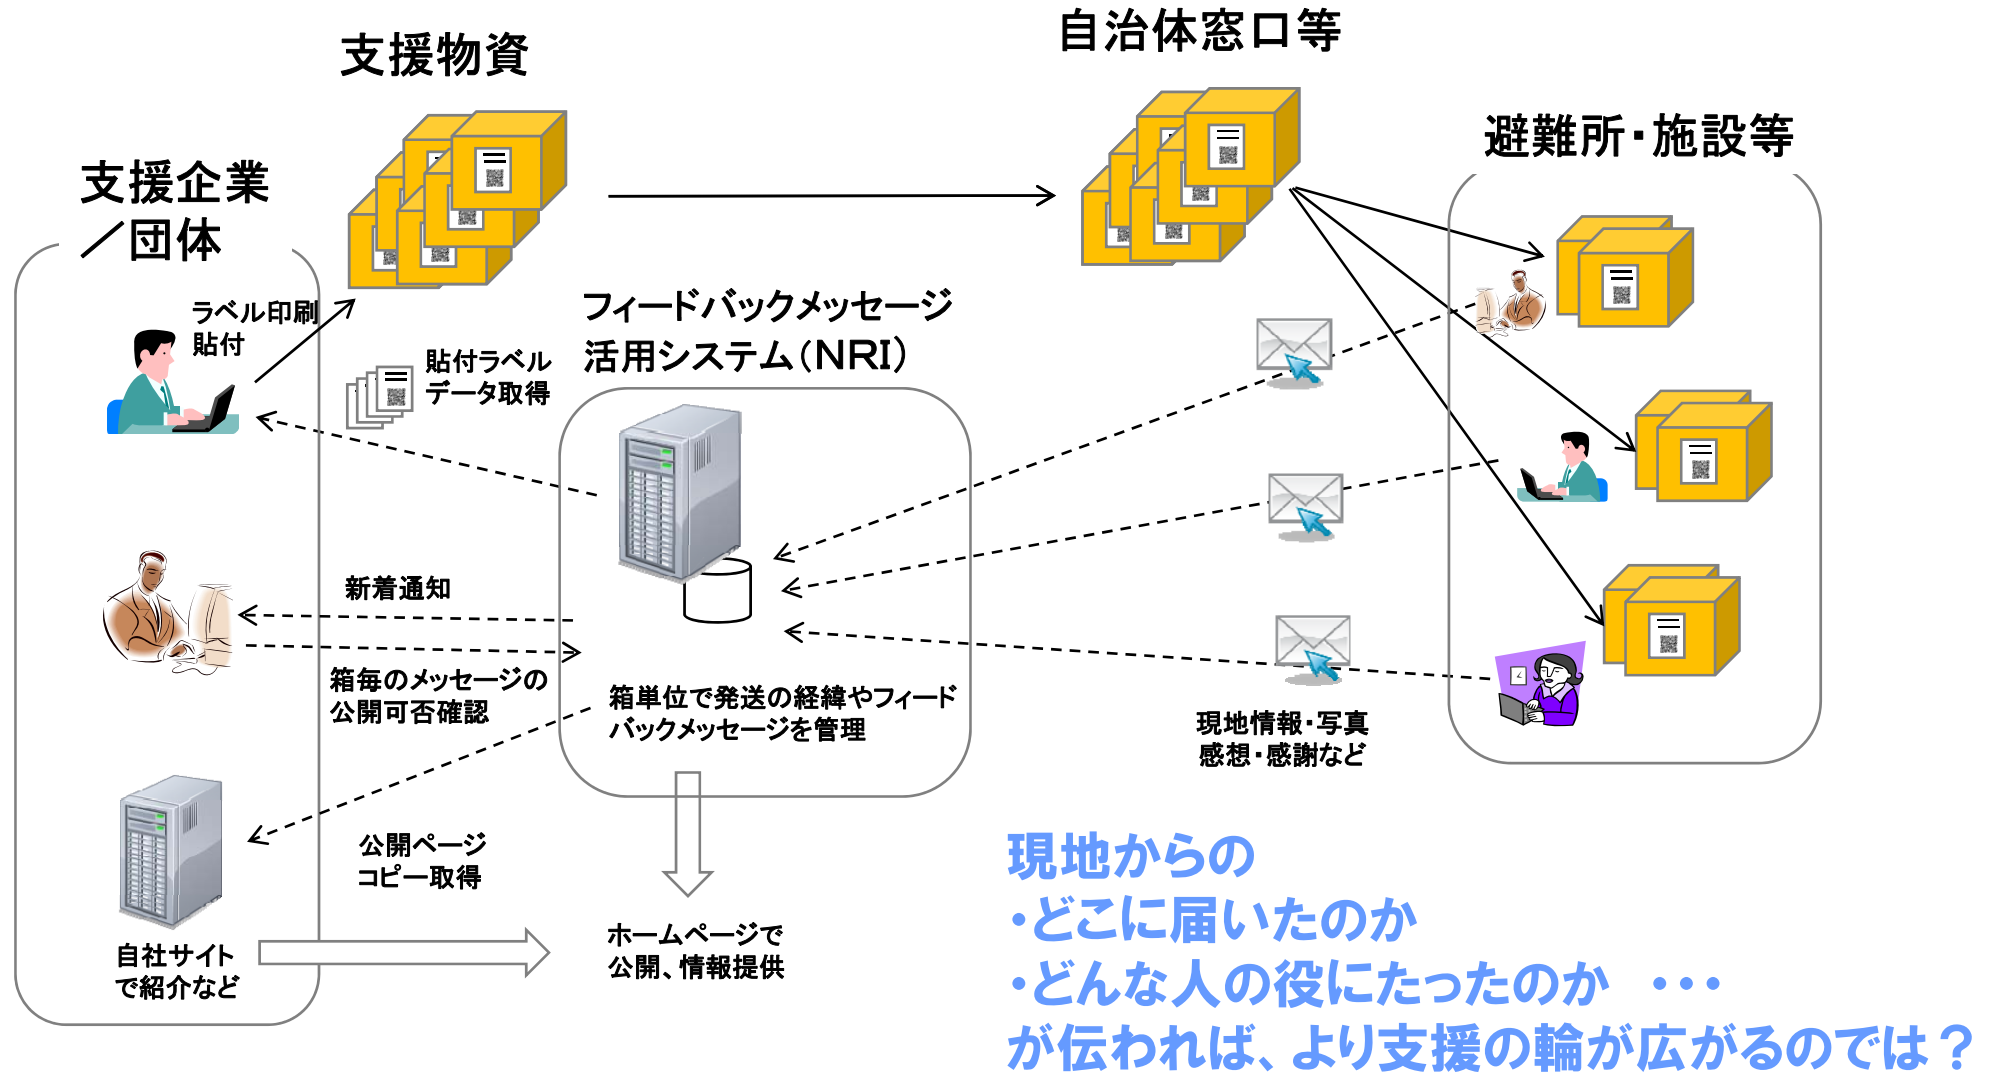 支援物資
自治体窓口等
避難所・施設等
支援企業
／団体
ラベル印刷
貼付
貼付ラベル
データ取得
フィードバックメッセージ
活用システム（NRI）
新着通知
箱毎のメッセージの
公開可否確認
箱単位で発送の経緯やフィード
バックメッセージを管理
現地情報・写真
感想・感謝など
公開ページ
コピー取得
自社サイト
で紹介など
ホームページで
公開、情報提供
現地からの
・どこに届いたのか
・どんな人の役にたったのか　・・・
が伝われば、より支援の輪が広がるのでは？